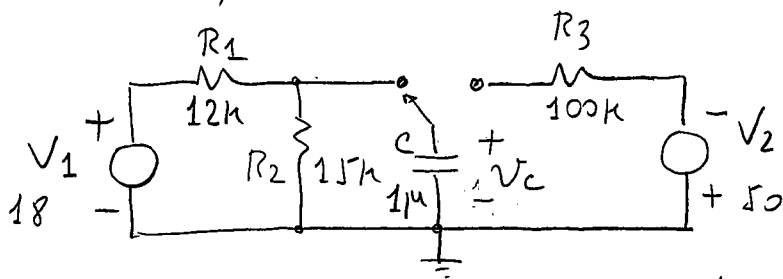 R1 R3
12k 100k
+ - V2
V1 R2 15k C + Vc
18 - 1μ - + 50